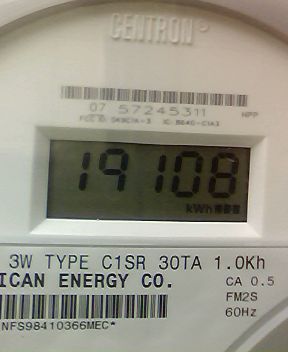 CENTRON®
07 57245311 NPP
19108
kWh
3W TYPE C1SR 30TA 1.0Kh
ICAN ENERGY CO. CA 0.5
FM2S
60Hz
NFS98410366MEC*